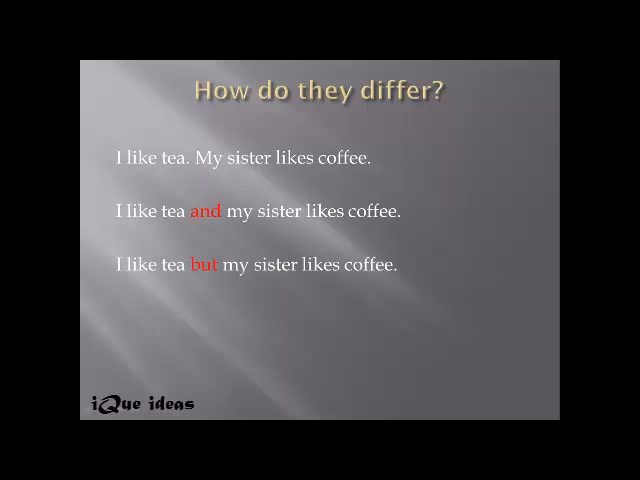 How do they differ?
I like tea. My sister likes coffee.
I like tea and my sister likes coffee.
I like tea but my sister likes coffee.
iQue ideas